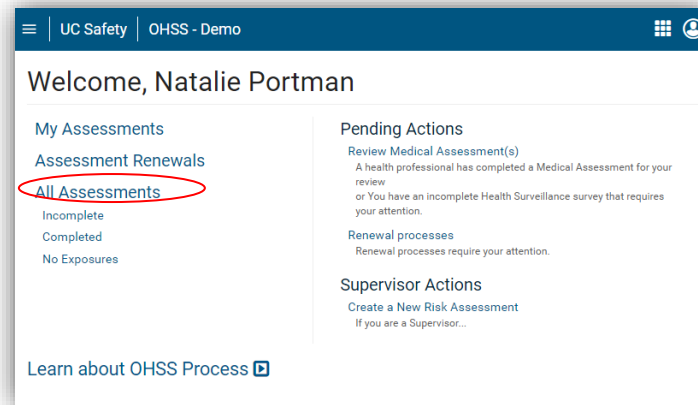 UC Safety OHSS - Demo
Welcome, Natalie Portman
My Assessments
Assessment Renewals
All Assessments
Incomplete
Completed
No Exposures
Pending Actions
Review Medical Assessment(s)
A health professional has completed a Medical Assessment for your
review
or You have an incomplete Health Surveillance survey that requires
your attention.
Renewal processes
Renewal processes require your attention.
Supervisor Actions
Create a New Risk Assessment
If you are a Supervisor...
Learn about OHSS Process